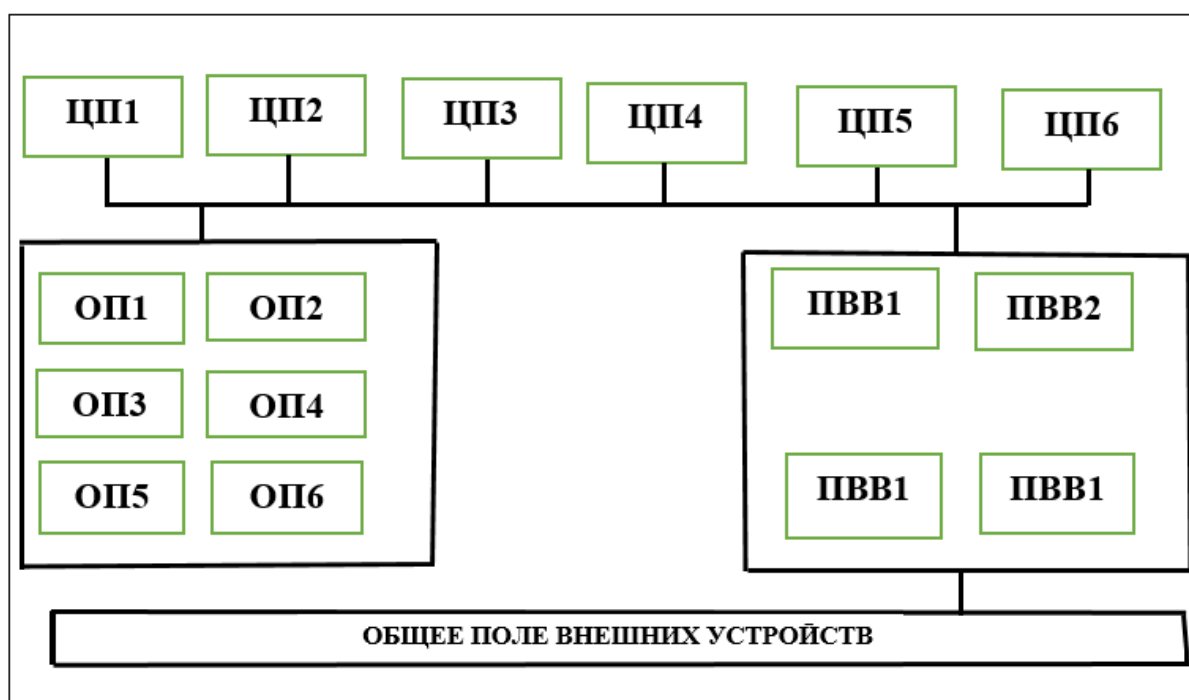 ЦП1 ЦП2 ЦП3 ЦП4 ЦП5 ЦП6
ОП1 ОП2
ПВВ1 ПВВ2
ОП3 ОП4
ОП5 ОП6
ПВВ1 ПВВ1
ОБЩЕЕ ПОЛЕ ВНЕШНИХ УСТРОЙСТВ